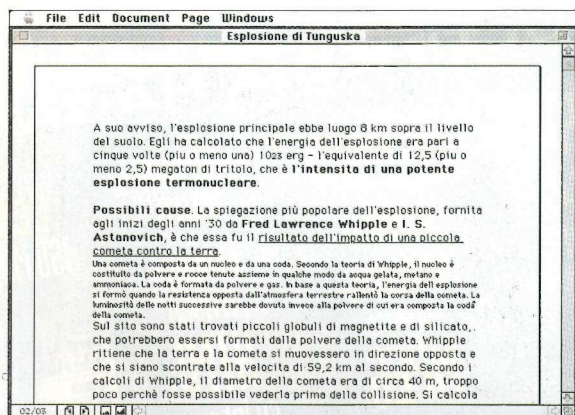 File Edit Document Page Windows
Esplosione di Tunguska
A suo avviso, l'esplosione principale ebbe luogo 8 km sopra il livello
del suolo. Egli ha calcolato che l'energia dell'esplosione era pari a
cinque volte (piu o meno una) 1023 erg - l'equivalente di 12,5 (piu o
meno 2,5) megaton di tritolo, che è l'intensita di una potente
esplosione termonucleare.
Possibili cause. La spiegazione più popolare dell'esplosione, fornita
agli inizi degli anni '30 da Fred Lawrence Whipple e I. S.
Astanovich, è che essa fu il risultato dell'impatto di una piccola
cometa contro la terra.
Una cometa è composta da un nucleo e da una coda. Secondo la teoria di Whipple, il nucleo è
costituito da polvere e rocce tenute assieme in qualche modo da acqua gelata, metano e
ammoniaca. La coda è formata da polvere e gas. In base a questa teoria, l'energia dell esplosione
si formò quando la resistenza opposta dall'atmosfera terrestre rallentò la corsa della cometa. La
luminosità delle notti successive sarebbe dovuta invece alla polvere di cui era composta la coda
della cometa.
Sul sito sono stati trovati piccoli globuli di magnetite e di silicato,
che potrebbero essersi formati dalla polvere della cometa. Whipple
ritiene che la terra e la cometa si muovessero in direzione opposta e
che si siano scontrate alla velocita di 59,2 km al secondo. Secondo i
calcoli di Whipple, il diametro della cometa era di circa 40 m, troppo
poco perchè fosse possibile vederla prima della collisione. Si calcola
02/03